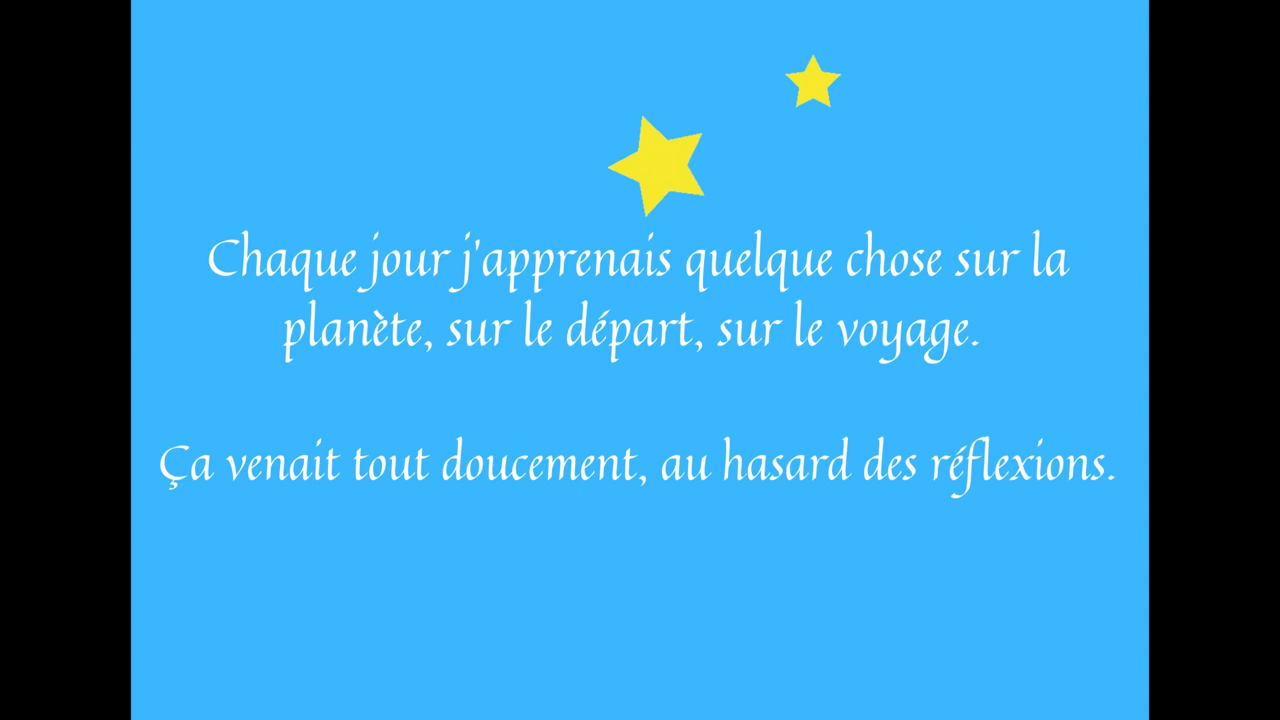 Chaque jour j'apprenais quelque chose sur la
planète, sur le départ, sur le voyage.
Ça venait tout doucement, au hasard des réflexions.